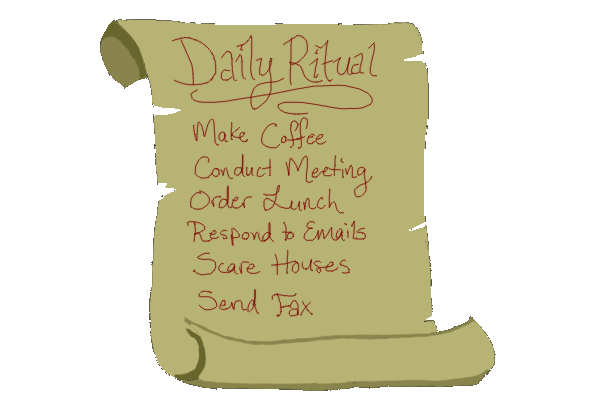 Daily Ritual
Make Coffee
Conduct Meeting
Order Lunch
Respond to Emails
Scare Houses
Send Fax